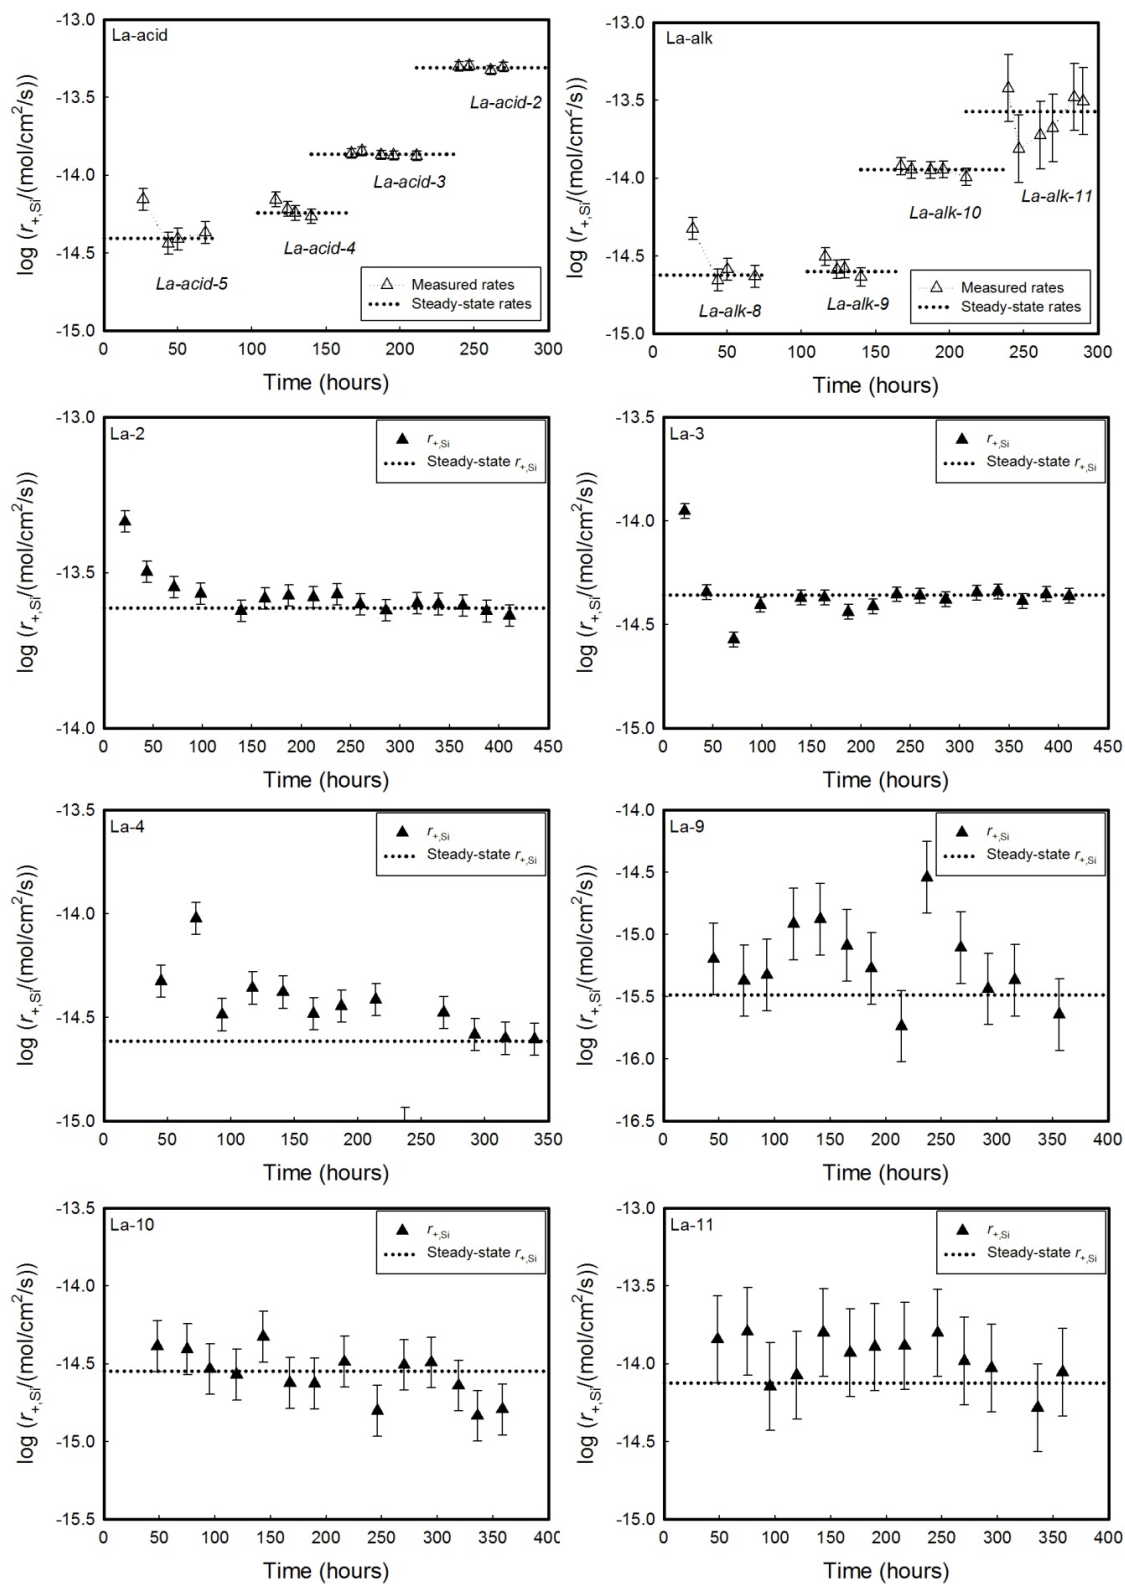 La-acid
-13.0
-13.5
-14.0
-14.5
-15.0
log (r+,Si/(mol/cm²/s))
La-acid-2
La-acid-3
La-acid-4
La-acid-5
Measured rates
Steady-state rates
0 50 100 150 200 250 300
Time (hours)
La-alk
-13.0
-13.5
-14.0
-14.5
-15.0
log (r+,Si/(mol/cm²/s))
La-alk-11
La-alk-10
La-alk-8
La-alk-9
Measured rates
Steady-state rates
0 50 100 150 200 250 300
Time (hours)
La-2
-13.0
-13.5
-14.0
log (r+,Si/(mol/cm²/s))
r+,Si
Steady-state r+,Si
0 50 100 150 200 250 300 350 400 450
Time (hours)
La-3
-13.5
-14.0
-14.5
-15.0
log (r+,Si/(mol/cm²/s))
r+,Si
Steady-state r+,Si
0 50 100 150 200 250 300 350 400 450
Time (hours)
La-4
-13.5
-14.0
-14.5
-15.0
log (r+,Si/(mol/cm²/s))
r+,Si
Steady-state r+,Si
0 50 100 150 200 250 300 350
Time (hours)
La-9
-14.0
-14.5
-15.0
-15.5
-16.0
-16.5
log (r+,Si/(mol/cm²/s))
r+,Si
Steady-state r+,Si
0 50 100 150 200 250 300 350 400
Time (hours)
La-10
-13.5
-14.0
-14.5
-15.0
-15.5
log (r+,Si/(mol/cm²/s))
r+,Si
Steady-state r+,Si
0 50 100 150 200 250 300 350 400
Time (hours)
La-11
-13.0
-13.5
-14.0
-14.5
-15.0
log (r+,Si/(mol/cm²/s))
r+,Si
Steady-state r+,Si
0 50 100 150 200 250 300 350 400
Time (hours)